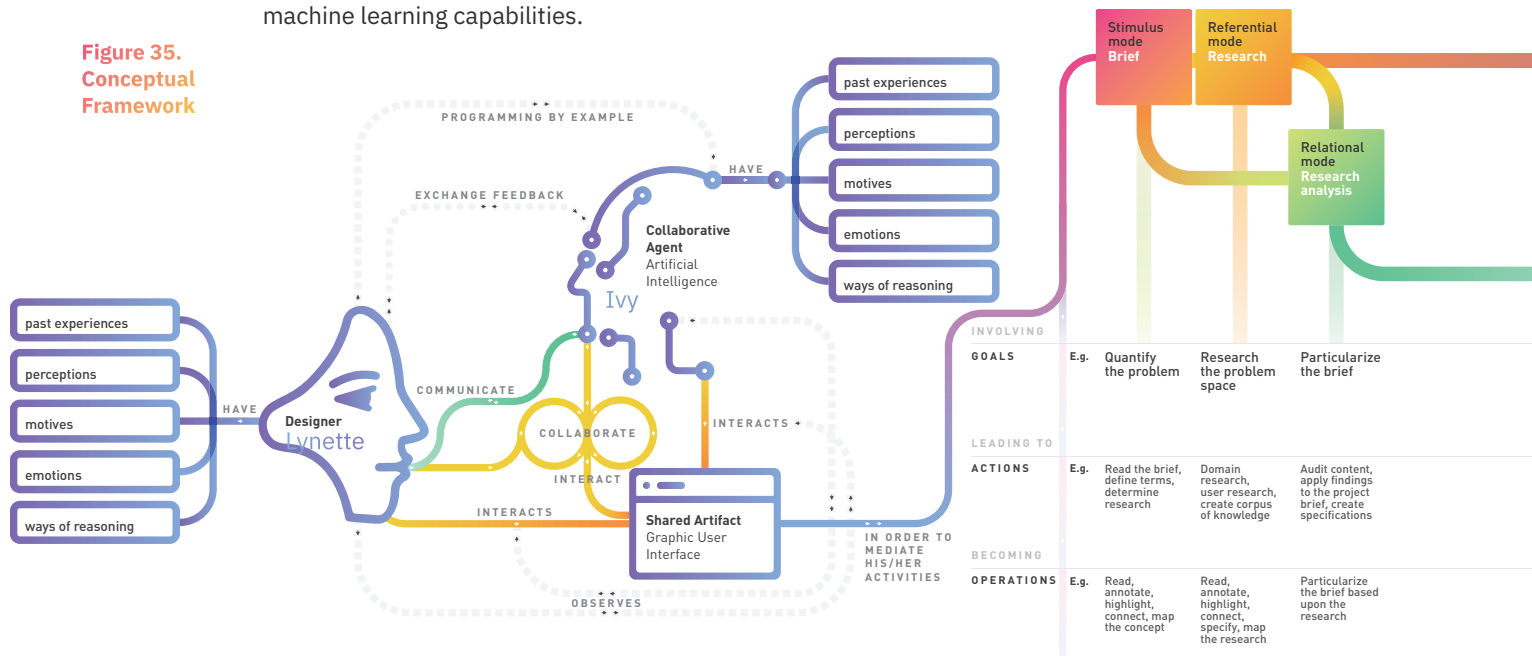 machine learning capabilities.
Figure 35.
Conceptual
Framework
PROGRAMMING BY EXAMPLE
EXCHANGE FEEDBACK
past experiences
perceptions
motives
emotions
ways of reasoning
HAVE
Designer
Lynette
COMMUNICATE
COLLABORATE
INTERACT
INTERACTS
OBSERVES
Collaborative
Agent
Artificial
Intelligence
Ivy
HAVE
past experiences
perceptions
motives
emotions
ways of reasoning
INTERACTS
Shared Artifact
Graphic User
Interface
IN ORDER TO
MEDIATE
HIS/HER
ACTIVITIES
Stimulus
mode
Brief
Referential
mode
Research
Relational
mode
Research
analysis
INVOLVING
GOALS
E.g.
Quantify
the problem
Research
the problem
space
Particularize
the brief
LEADING TO
ACTIONS
E.g.
Read the brief,
define terms,
determine
research
Domain
research,
user research,
create corpus
of knowledge
Audit content,
apply findings
to the project
brief, create
specifications
BECOMING
OPERATIONS
E.g.
Read,
annotate,
highlight,
connect, map
the concept
Read,
annotate,
highlight,
connect,
specify, map
the research
Particularize
the brief based
upon the
research